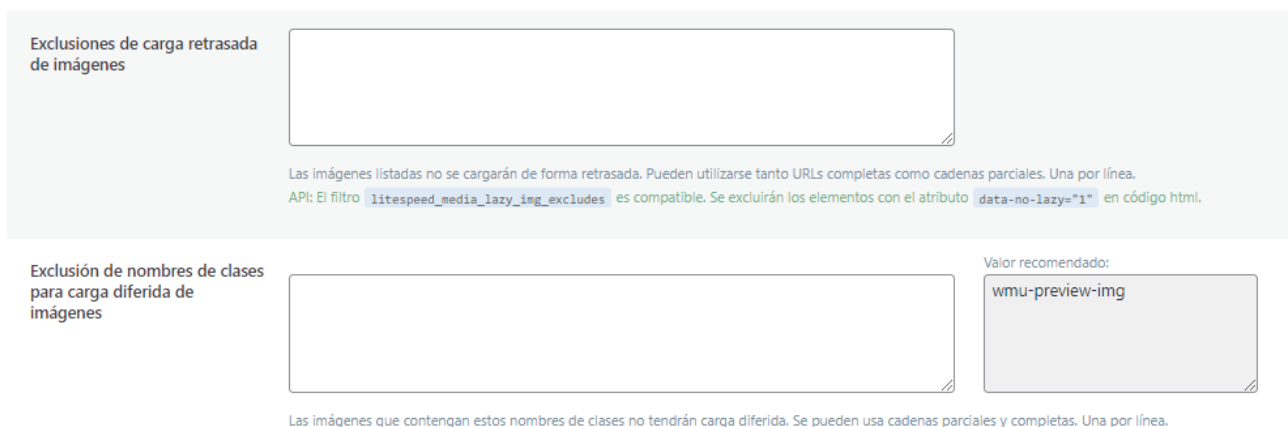 Exclusiones de carga retrasada
de imágenes
Las imágenes listadas no se cargarán de forma retrasada. Pueden utilizarse tanto URLs completas como cadenas parciales. Una por línea.
API: El filtro litespeed_media_lazy_img_excludes es compatible. Se excluirán los elementos con el atributo data-no-lazy="1" en código html.
Exclusión de nombres de clases
para carga diferida de
imágenes
Valor recomendado:
wmu-preview-img
Las imágenes que contengan estos nombres de clases no tendrán carga diferida. Se pueden usa cadenas parciales y completas. Una por línea.